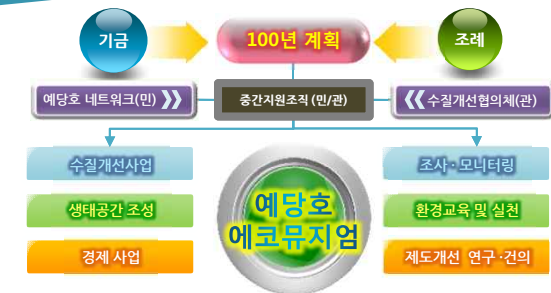 기금
100년 계획
조례
예당호 네트워크(민) 》
중간지원조직 (민/관)
《 수질개선협의체(관)
수질개선사업
조사·모니터링
생태공간 조성
예당호
에코뮤지엄
환경교육 및 실천
경제 사업
제도개선 연구·건의